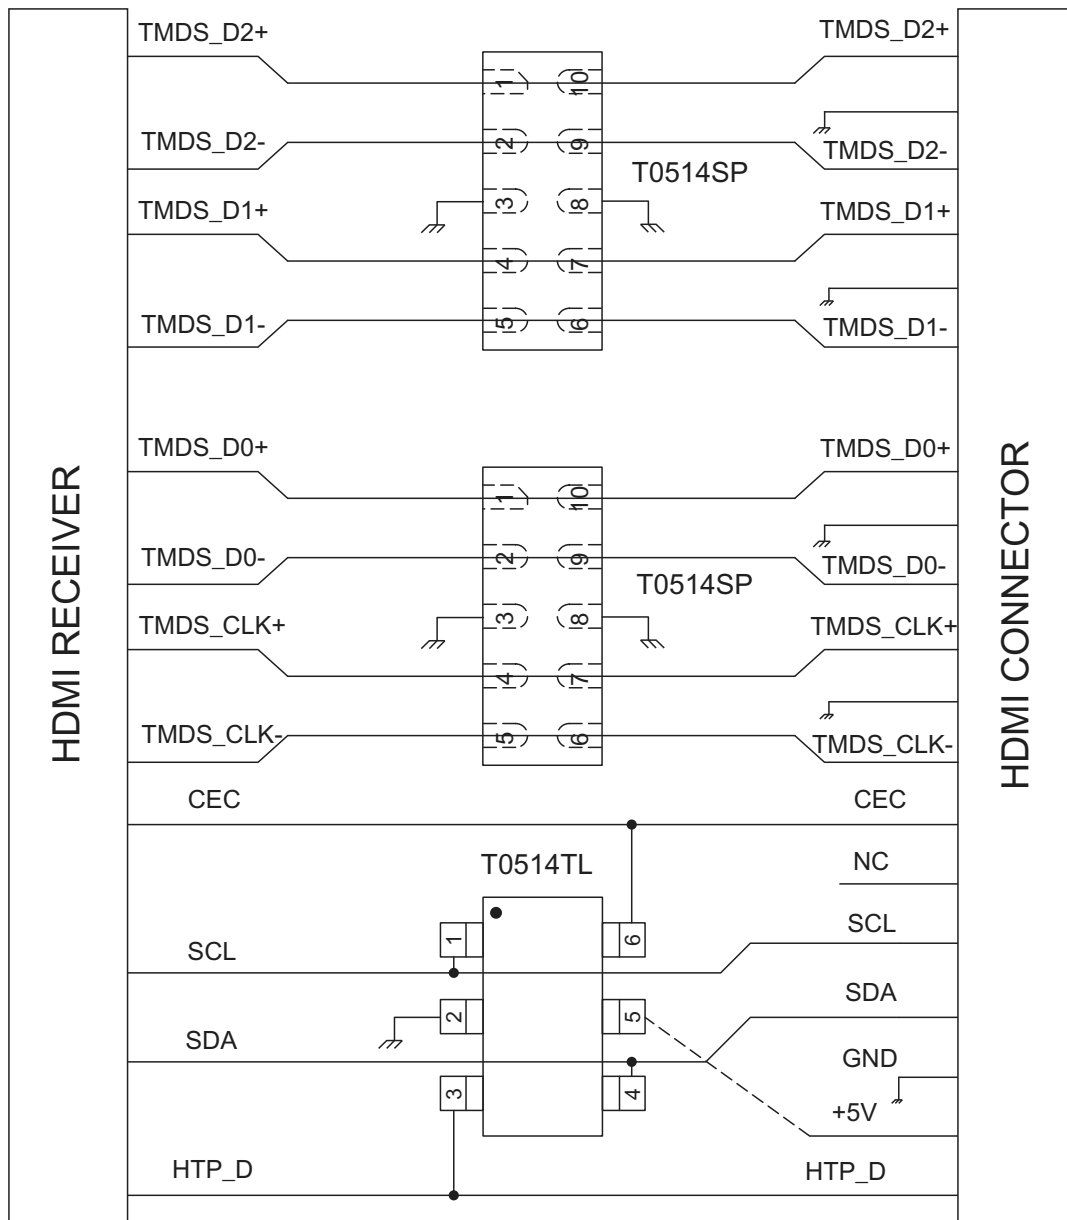 TMDS_D2+ TMDS_D2+
1 10
TMDS_D2- 2 9 TMDS_D2-
T0514SP
TMDS_D1+ 3 8 TMDS_D1+
4 7
TMDS_D1- 5 6 TMDS_D1-
HDMI RECEIVER
HDMI CONNECTOR
TMDS_D0+ TMDS_D0+
1 10
TMDS_D0- 2 9 TMDS_D0-
T0514SP
TMDS_CLK+ 3 8 TMDS_CLK+
4 7
TMDS_CLK- 5 6 TMDS_CLK-
CEC CEC
T0514TL NC
1 6 SCL
SCL
SDA
2 5
SDA GND
3 4 +5V
HTP_D HTP_D